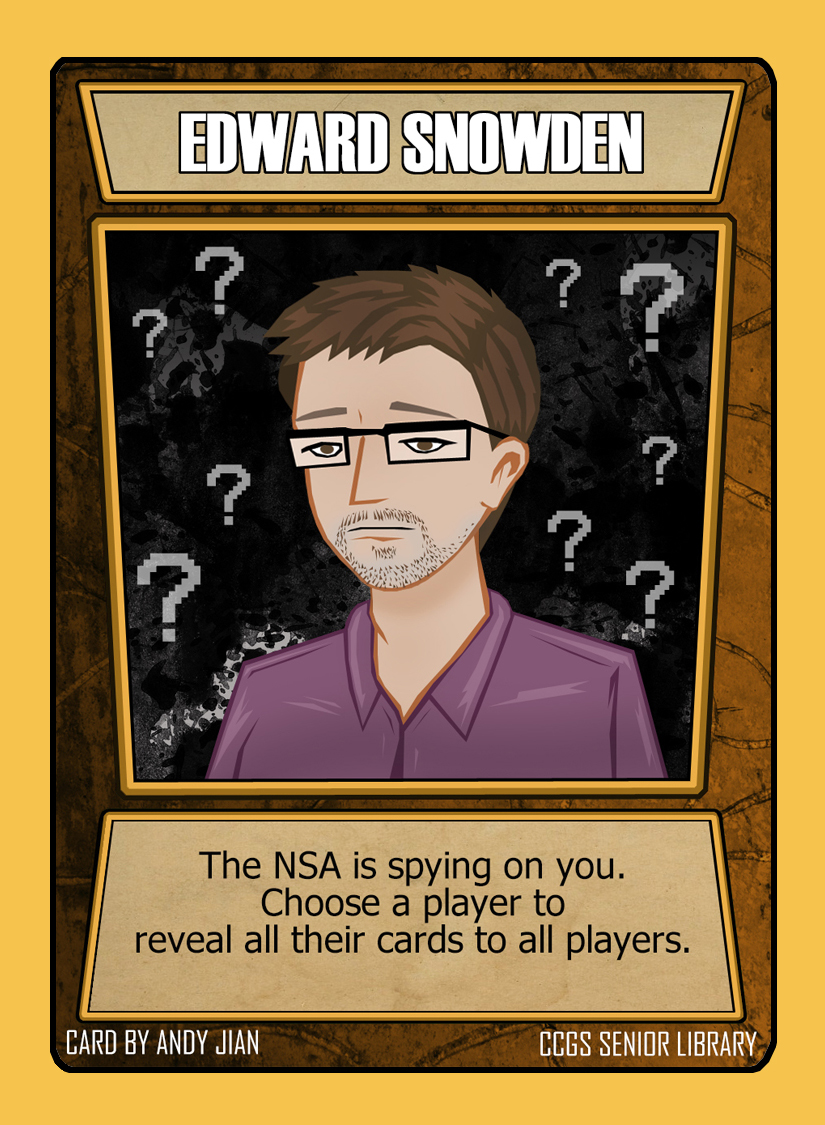 EDWARD SNOWDEN
? ? ? ?
? ?
? ? ?
The NSA is spying on you.
Choose a player to
reveal all their cards to all players.
CARD BY ANDY JIAN
CCGS SENIOR LIBRARY